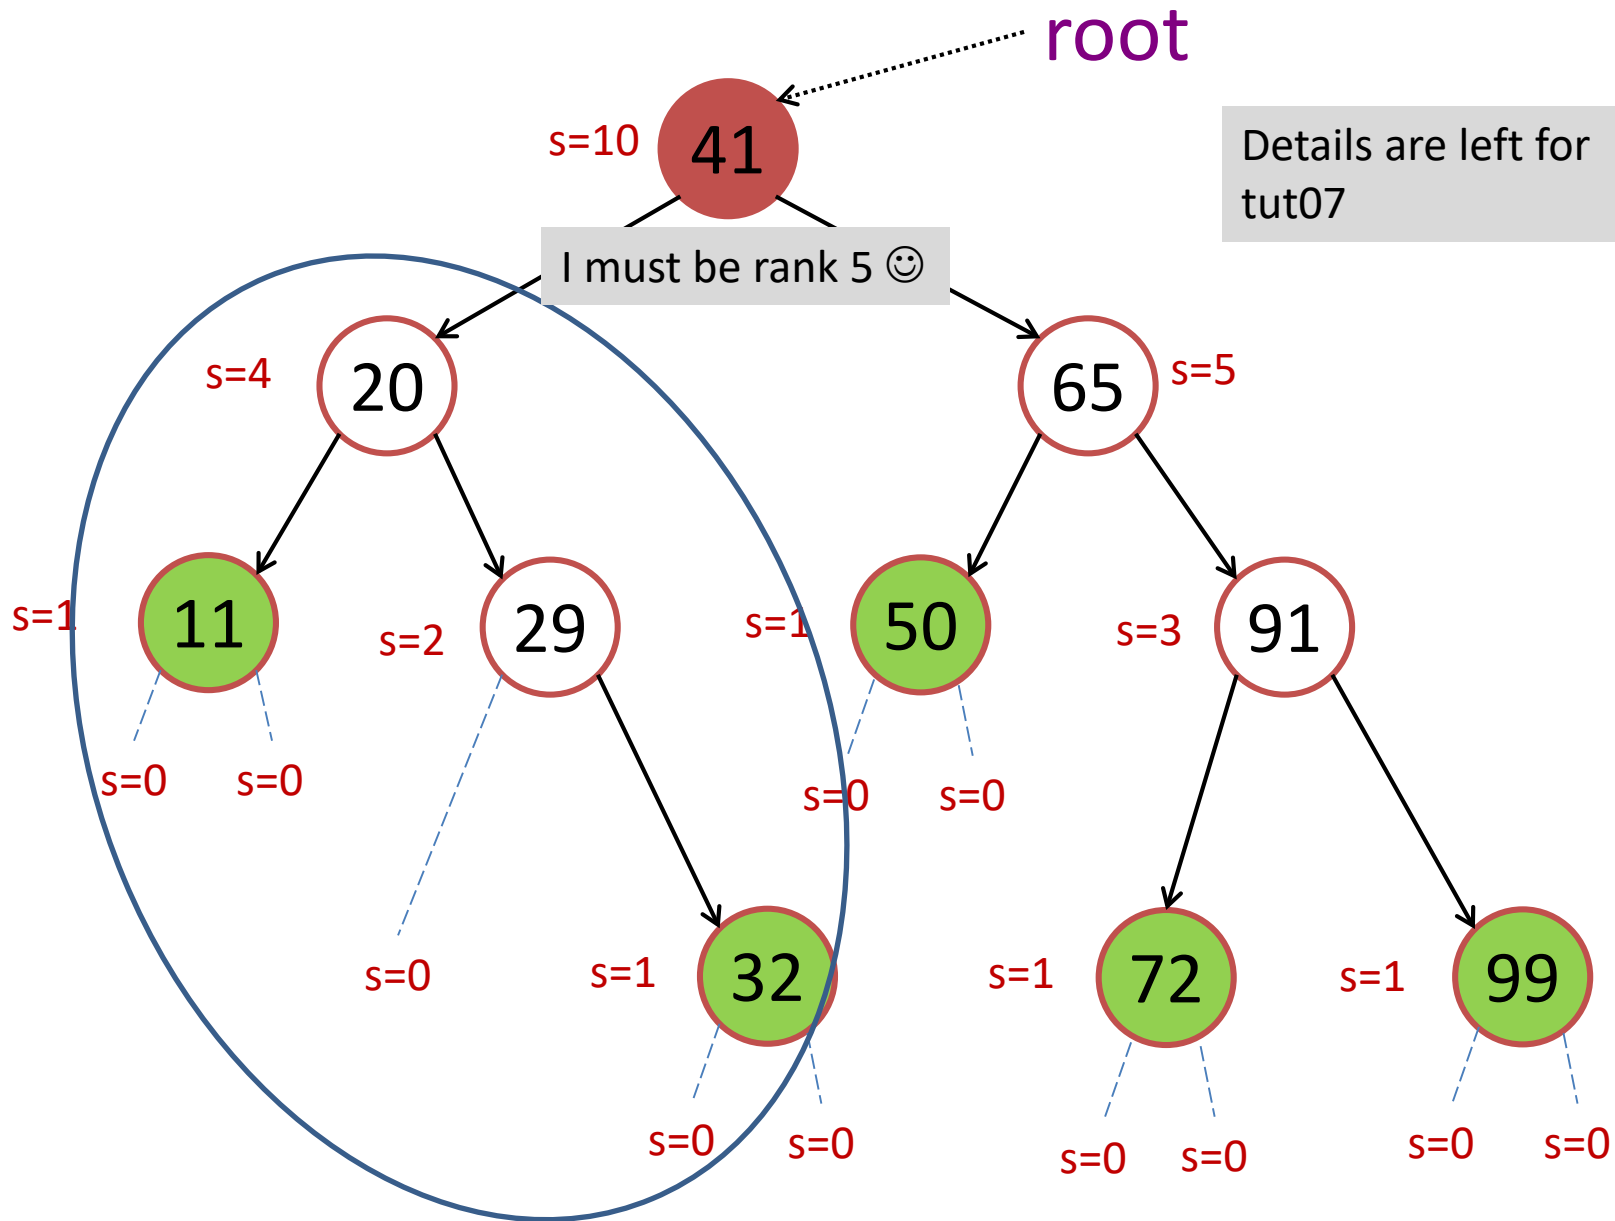 root
s=10
41
Details are left for
tut07
I must be rank 5 ☺
s=4
20
65
s=5
s=1
11
s=2
29
s=1
50
s=3
91
s=0
s=0
s=0
s=0
s=0
s=1
32
s=1
72
s=1
99
s=0
s=0
s=0
s=0
s=0
s=0